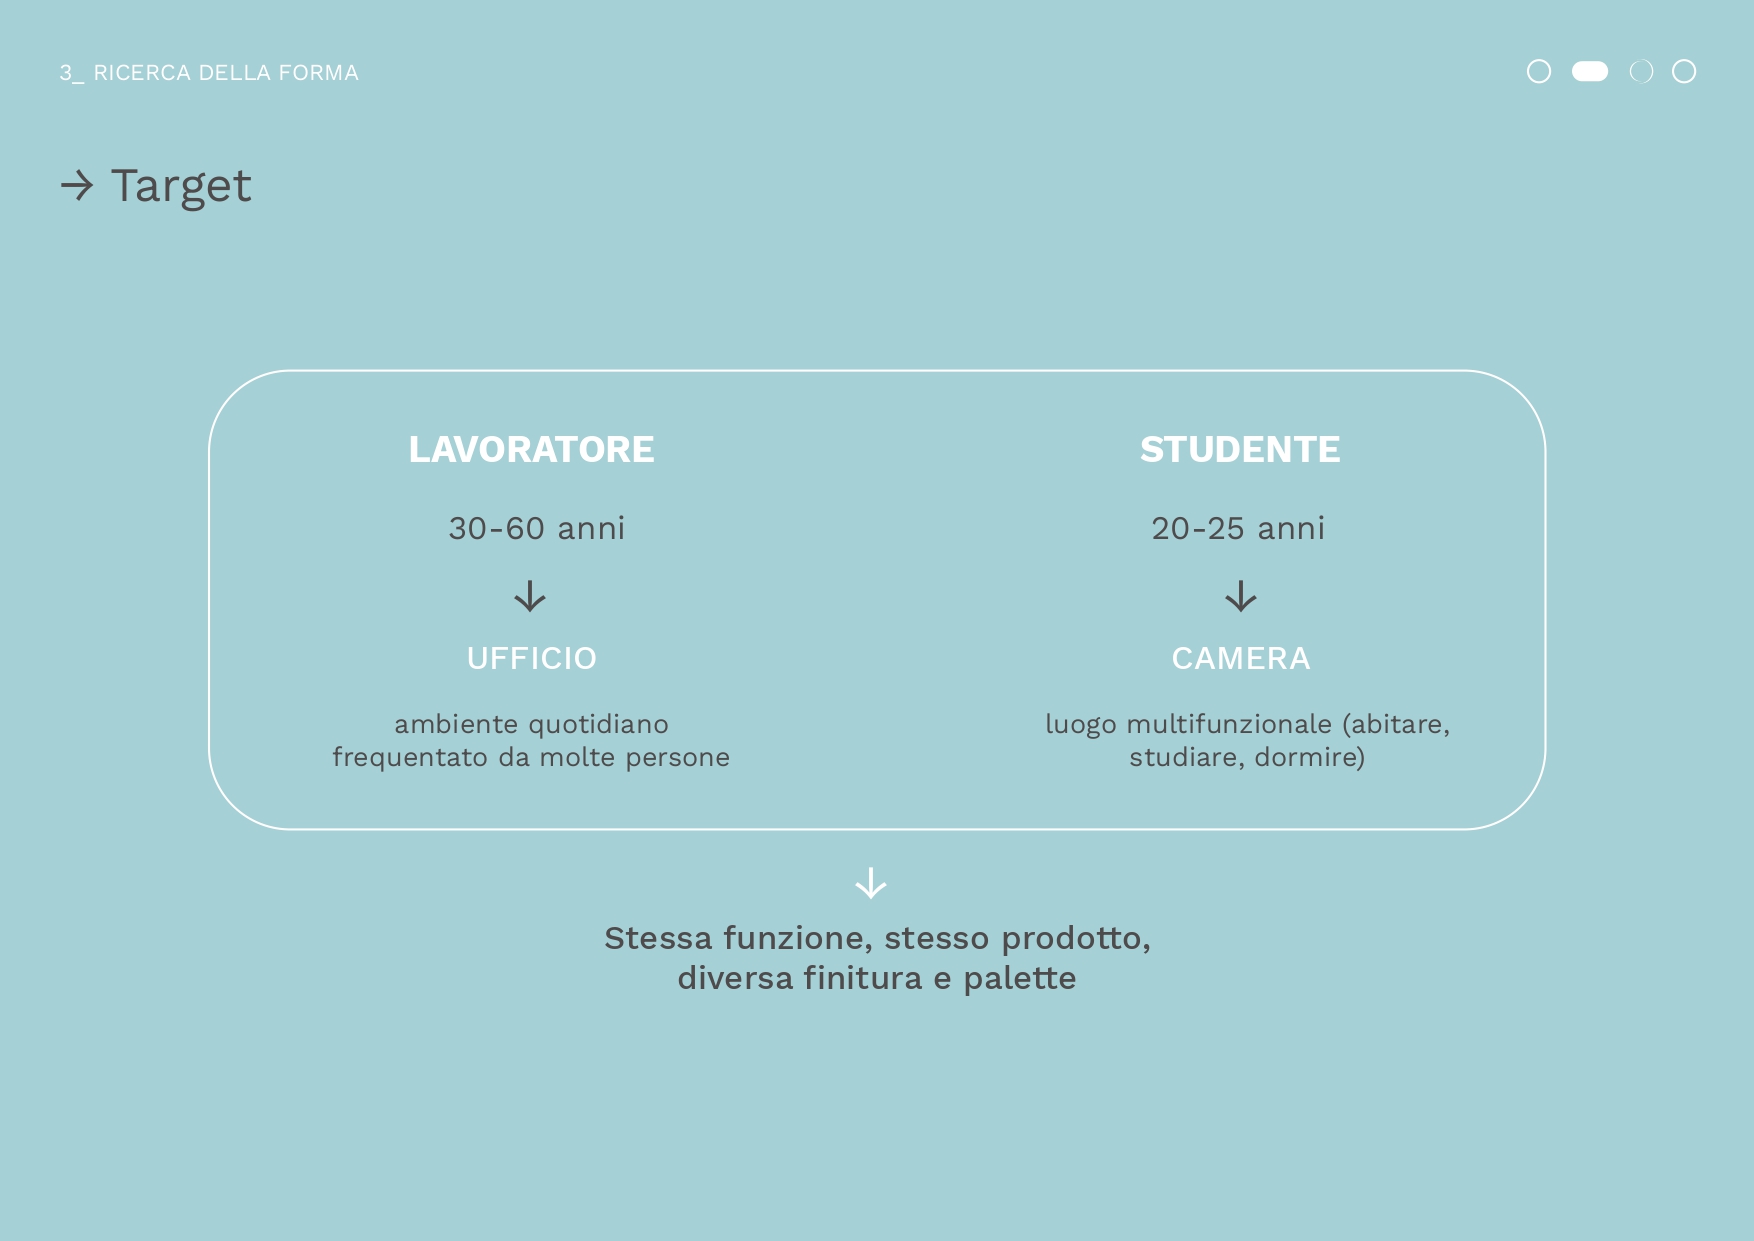 3_ RICERCA DELLA FORMA
→ Target
LAVORATORE
30-60 anni
↓
UFFICIO
ambiente quotidiano
frequentato da molte persone
STUDENTE
20-25 anni
↓
CAMERA
luogo multifunzionale (abitare,
studiare, dormire)
↓
Stessa funzione, stesso prodotto,
diversa finitura e palette